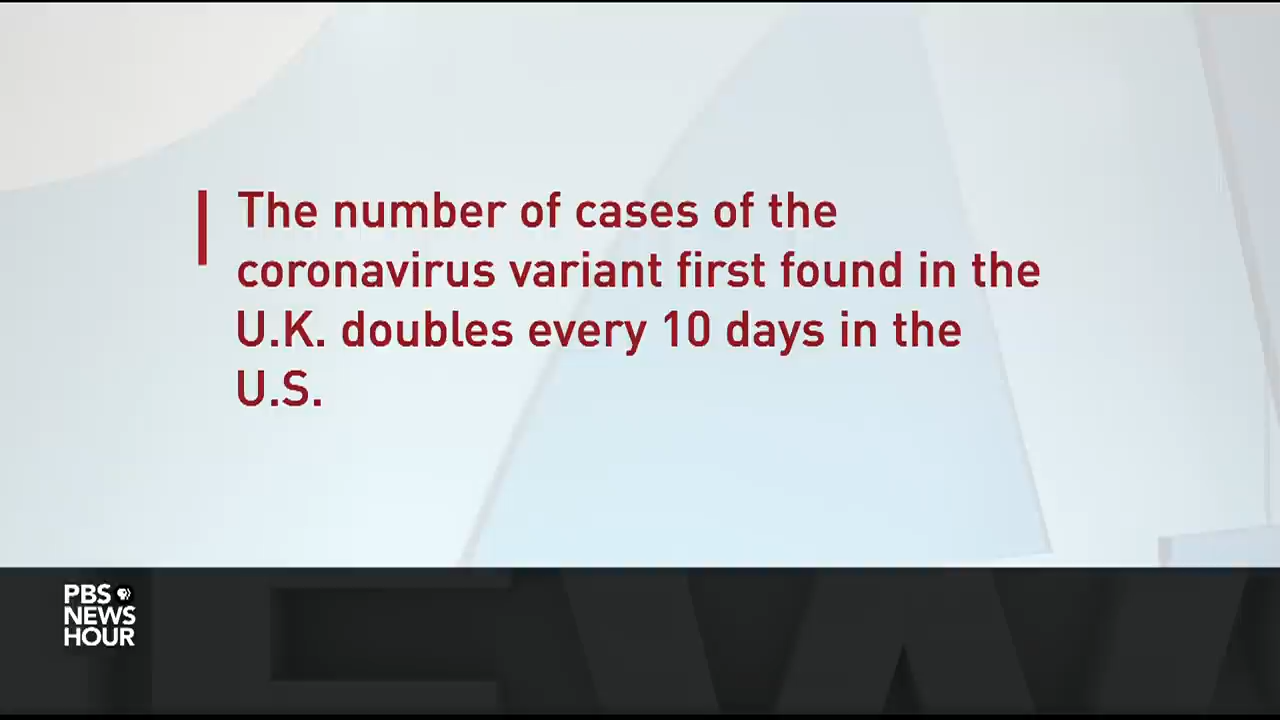 The number of cases of the
coronavirus variant first found in the
U.K. doubles every 10 days in the
U.S.
PBS
NEWS
HOUR